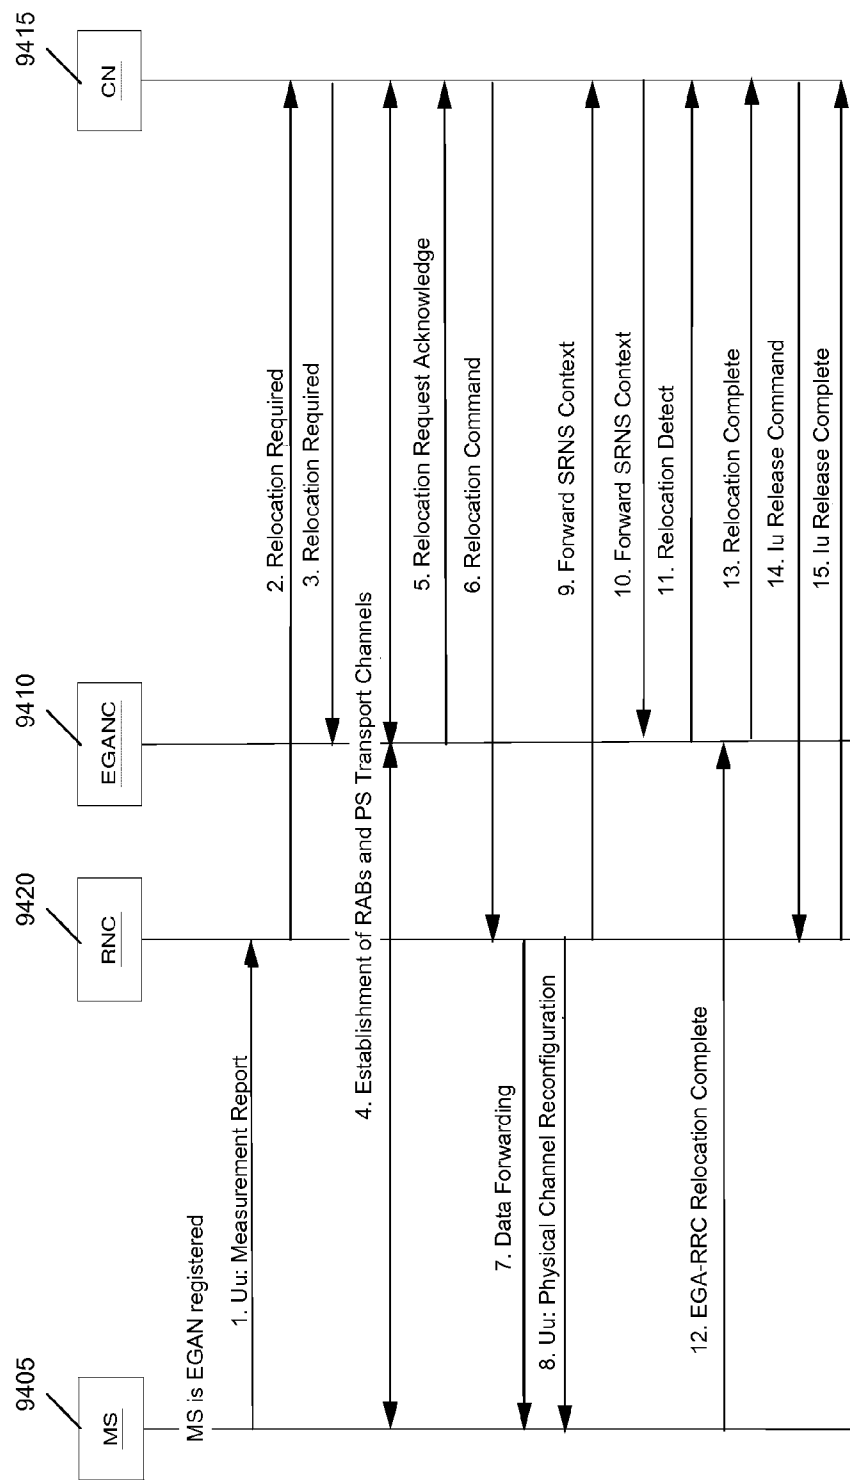 9405
9420
9410
9415
MS
RNC
EGANC
CN
MS is EGAN registered
1. Uu: Measurement Report
2. Relocation Required
3. Relocation Required
4. Establishment of RABs and PS Transport Channels
5. Relocation Request Acknowledge
6. Relocation Command
7. Data Forwarding
8. Uu: Physical Channel Reconfiguration
9. Forward SRNS Context
10. Forward SRNS Context
11. Relocation Detect
12. EGA-RRC Relocation Complete
13. Relocation Complete
14. Iu Release Command
15. Iu Release Complete